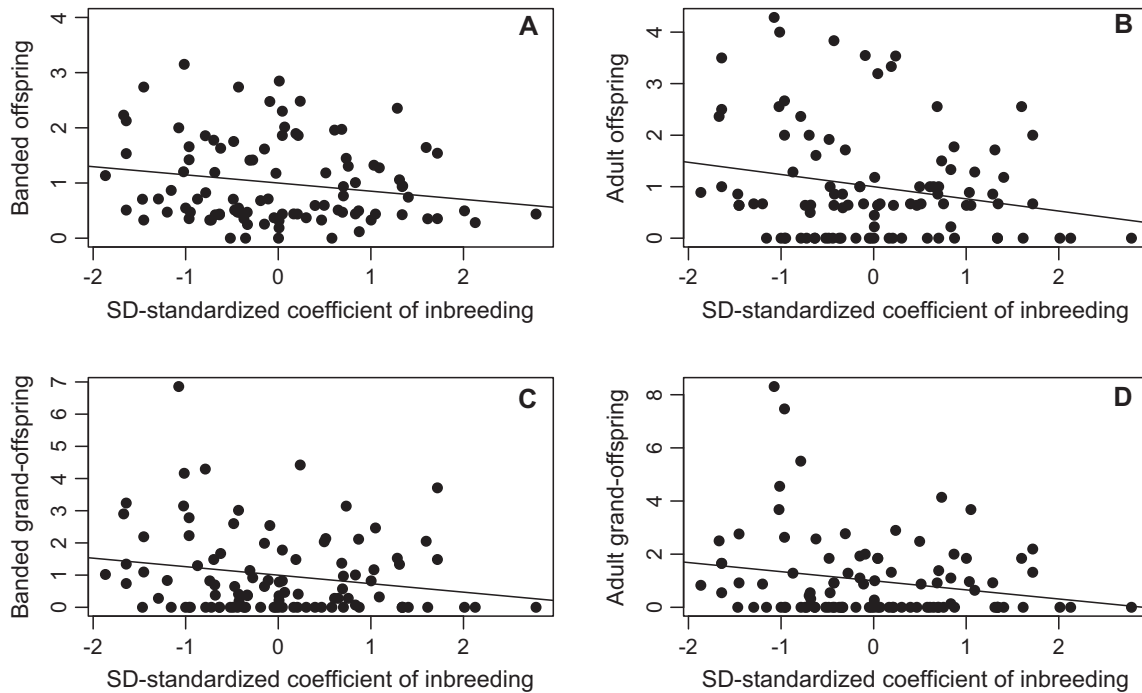 A
Banded offspring
4
3
2
1
0
-2 -1 0 1 2
SD-standardized coefficient of inbreeding
B
Adult offspring
4
3
2
1
0
-2 -1 0 1 2
SD-standardized coefficient of inbreeding
C
Banded grand-offspring
7
6
5
4
3
2
1
0
-2 -1 0 1 2
SD-standardized coefficient of inbreeding
D
Adult grand-offspring
8
6
4
2
0
-2 -1 0 1 2
SD-standardized coefficient of inbreeding